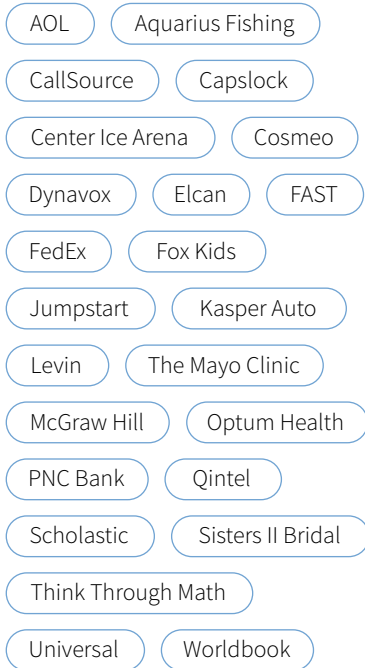 AOL Aquarius Fishing
CallSource Capslock
Center Ice Arena Cosmeo
Dynavox Elcan FAST
FedEx Fox Kids
Jumpstart Kasper Auto
Levin The Mayo Clinic
McGraw Hill Optum Health
PNC Bank Qintel
Scholastic Sisters II Bridal
Think Through Math
Universal Worldbook